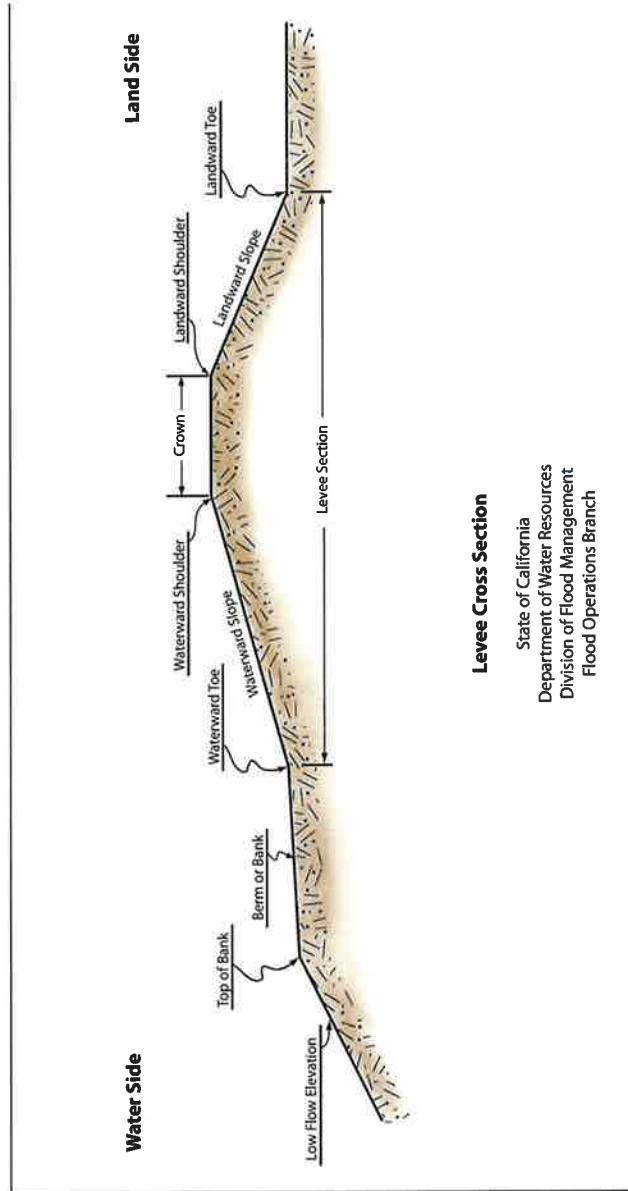 Water Side
Land Side
Waterward Shoulder
Crown
Landward Shoulder
Top of Bank
Berm or Bank
Waterward Toe
Waterward Slope
Landward Slope
Landward Toe
Low Flow Elevation
Levee Section
Levee Cross Section
State of California
Department of Water Resources
Division of Flood Management
Flood Operations Branch